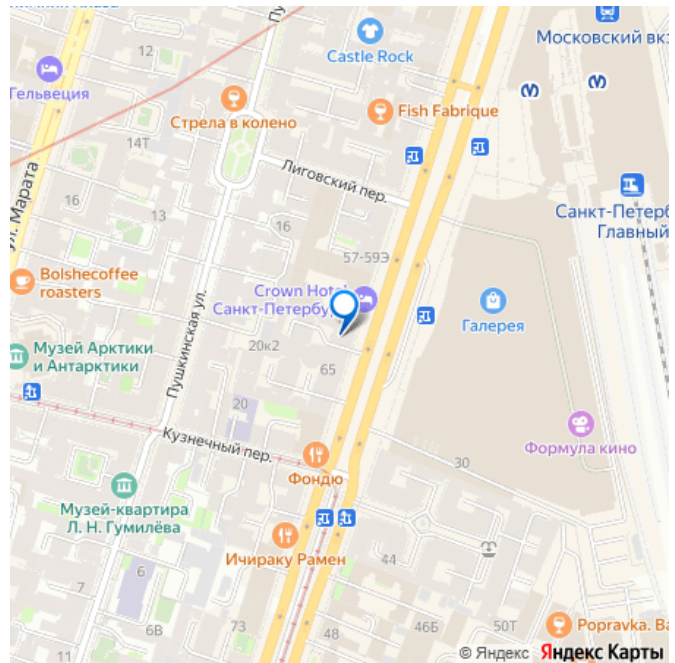 12
Castle Rock
Московский вкз
Гельвеция
Стрела в колено
Fish Fabrique
14Т
Лиговский пер.
ул. Марата
16
13
16
Санкт-Петерб
Главный
57-59Э
Bolshecoffee
roasters
Crown Hotel
Санкт-Петербу
Галерея
Пушкинская ул.
Музей Арктики
и Антарктики
20к2
65
20
Кузнечный пер.
Формула кино
30
Фондю
Музей-квартира
Л. Н. Гумилёва
Ичираку Рамен
7
6
44
11
6В
73
48
46Б
50Т
Popravka. Ba
© Яндекс Яндекс Карты